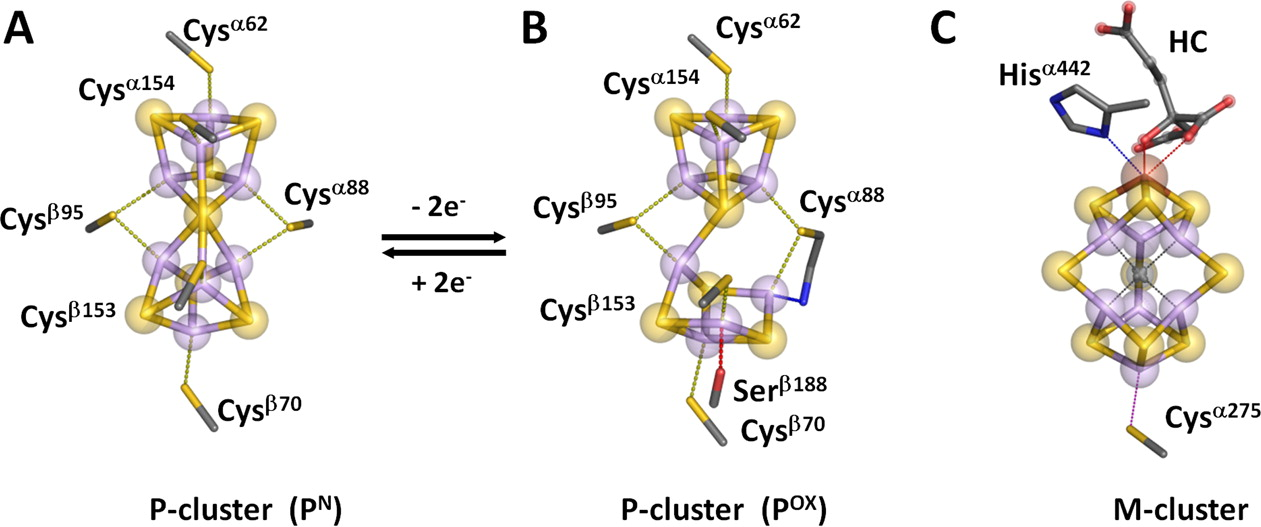 A
Cysα62
Cysα154
Cysβ95
Cysα88
Cysβ153
Cysβ70
P-cluster (Pᴺ)
- 2e-
+ 2e-
B
Cysα62
Cysα154
Cysβ95
Cysα88
Cysβ153
Serβ188
Cysβ70
P-cluster (Pᴼˣ)
C
HC
Hisα442
Cysα275
M-cluster